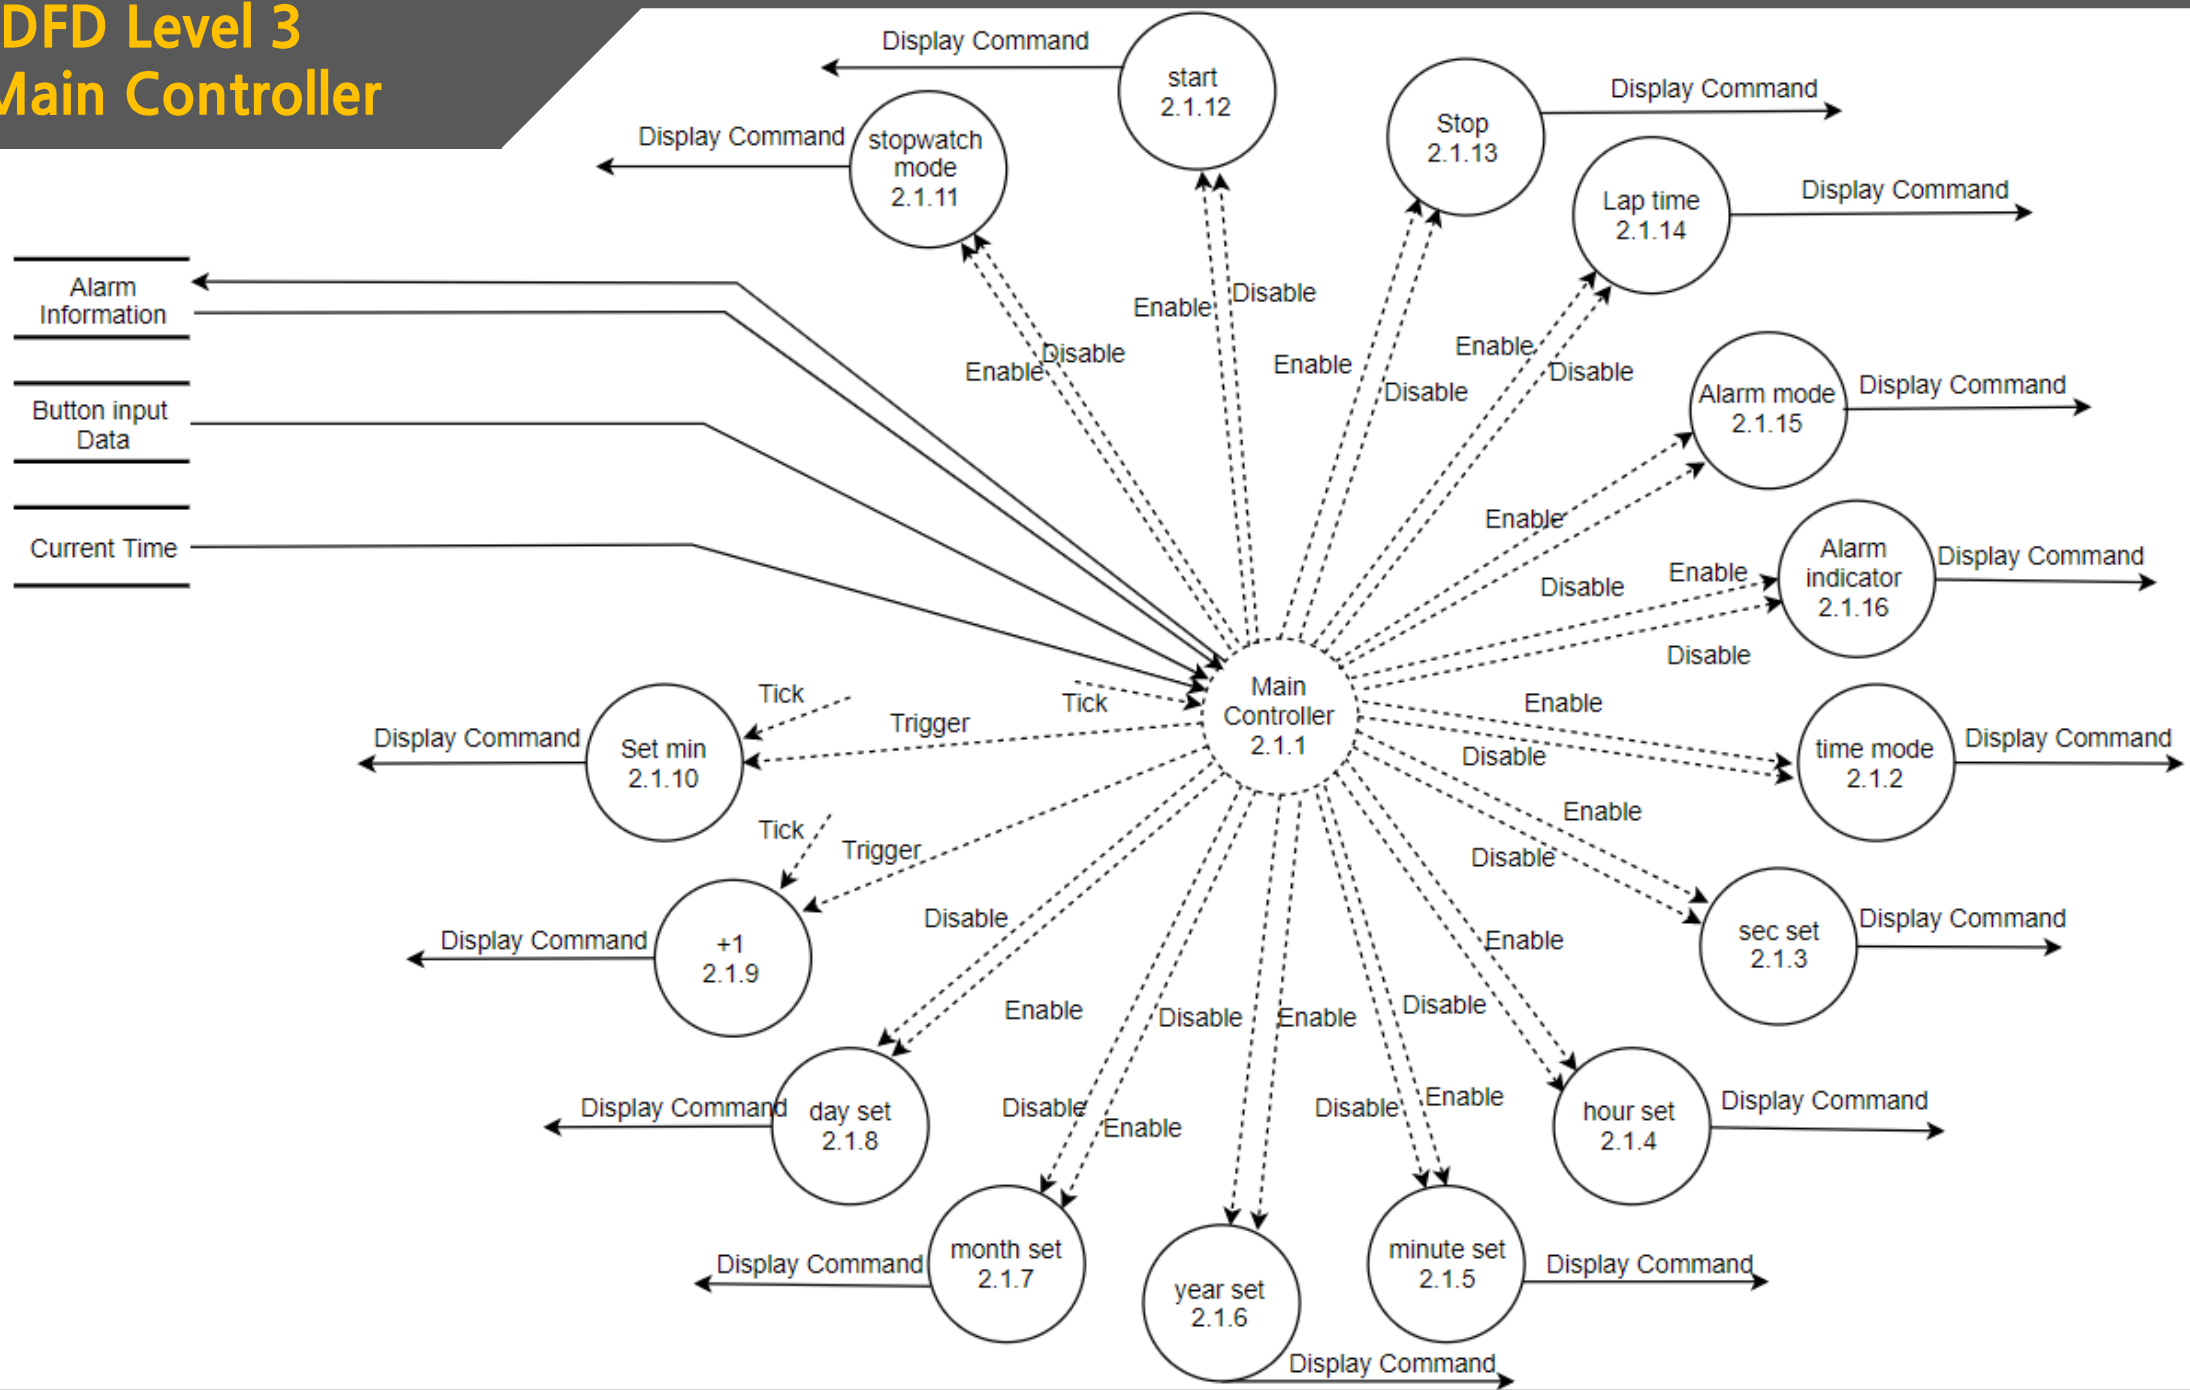 DFD Level 3
Main Controller
Display Command
start
2.1.12
Display Command
stopwatch
mode
2.1.11
Stop
2.1.13
Display Command
Lap time
2.1.14
Display Command
Alarm
Information
Button input
Data
Current Time
Enable
Disable
Enable
Disable
Enable
Disable
Enable
Disable
Alarm mode
2.1.15
Display Command
Enable
Disable
Alarm
indicator
2.1.16
Display Command
Enable
Disable
Main
Controller
2.1.1
Tick
Tick
Trigger
Set min
2.1.10
Display Command
Enable
Disable
time mode
2.1.2
Display Command
Tick
Trigger
+1
2.1.9
Display Command
Enable
Disable
sec set
2.1.3
Display Command
Disable
Enable
day set
2.1.8
Display Command
Disable
Enable
month set
2.1.7
Display Command
Disable
Enable
year set
2.1.6
Display Command
Disable
Enable
minute set
2.1.5
Display Command
Enable
Disable
hour set
2.1.4
Display Command